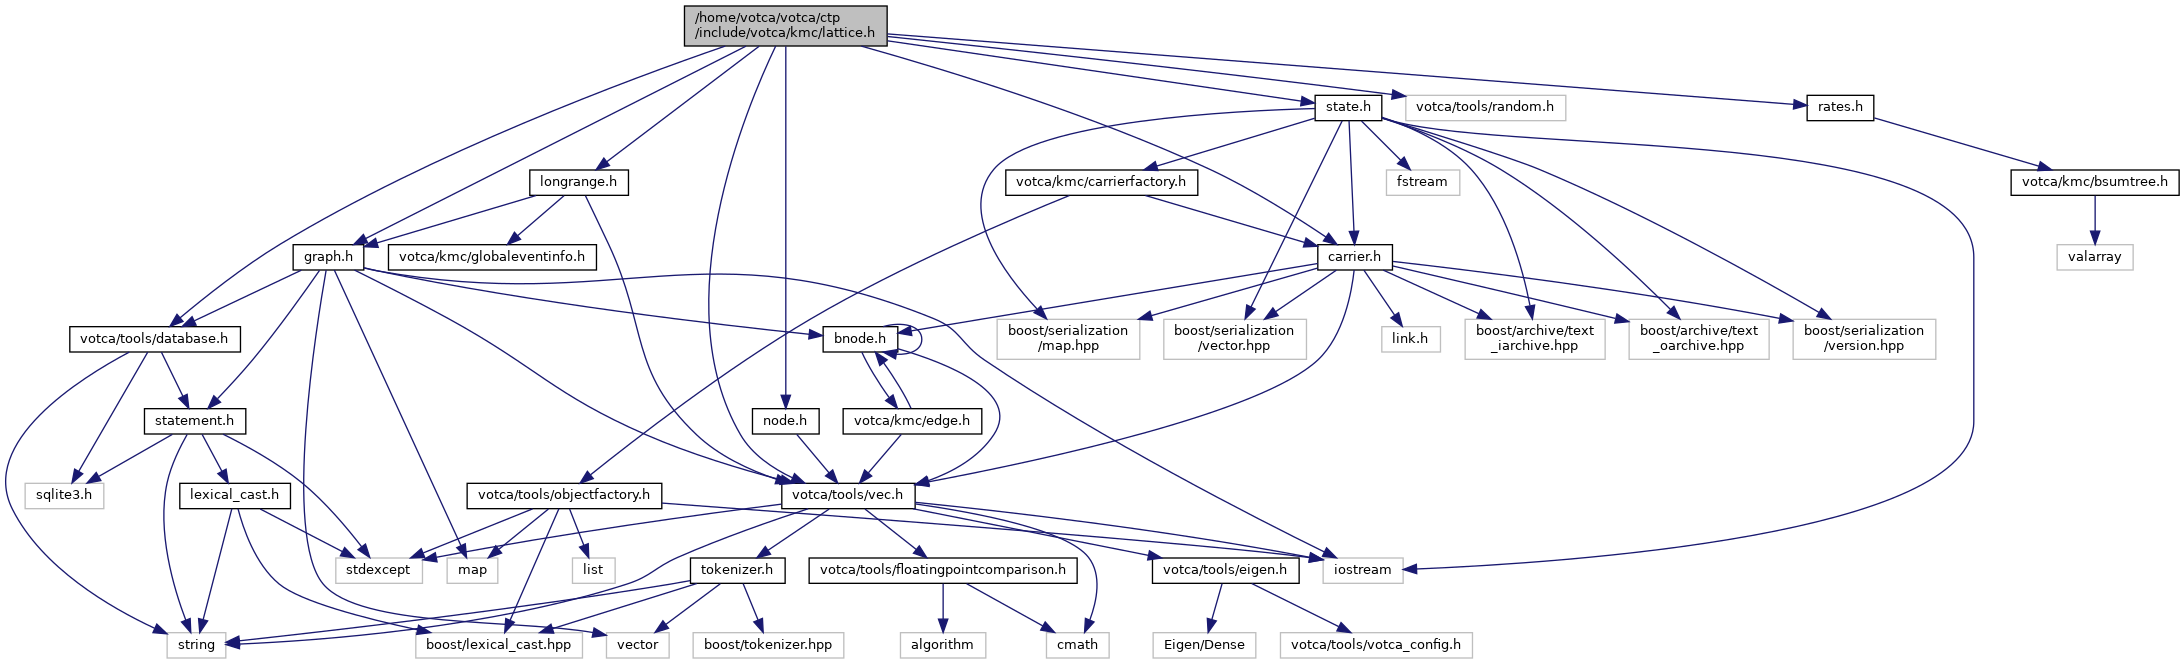 /home/votca/votca/ctp
/include/votca/kmc/lattice.h
state.h
votca/tools/random.h
rates.h
longrange.h
votca/kmc/carrierfactory.h
fstream
votca/kmc/bsumtree.h
graph.h
votca/kmc/globaleventinfo.h
carrier.h
valarray
votca/tools/database.h
bnode.h
boost/serialization
/map.hpp
boost/serialization
/vector.hpp
link.h
boost/archive/text
_iarchive.hpp
boost/archive/text
_oarchive.hpp
boost/serialization
/version.hpp
statement.h
node.h
votca/kmc/edge.h
sqlite3.h
lexical_cast.h
votca/tools/objectfactory.h
votca/tools/vec.h
stdexcept
map
list
tokenizer.h
votca/tools/floatingpointcomparison.h
votca/tools/eigen.h
iostream
string
boost/lexical_cast.hpp
vector
boost/tokenizer.hpp
algorithm
cmath
Eigen/Dense
votca/tools/votca_config.h